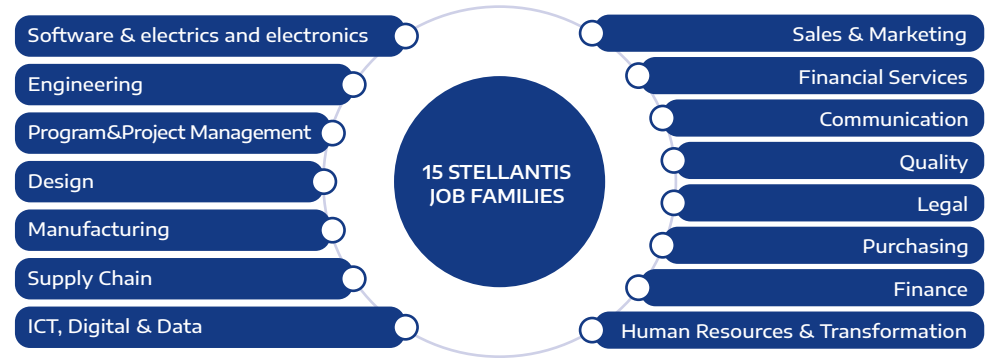 Software & electrics and electronics
Engineering
Program&Project Management
Design
Manufacturing
Supply Chain
ICT, Digital & Data
15 STELLANTIS
JOB FAMILIES
Sales & Marketing
Financial Services
Communication
Quality
Legal
Purchasing
Finance
Human Resources & Transformation